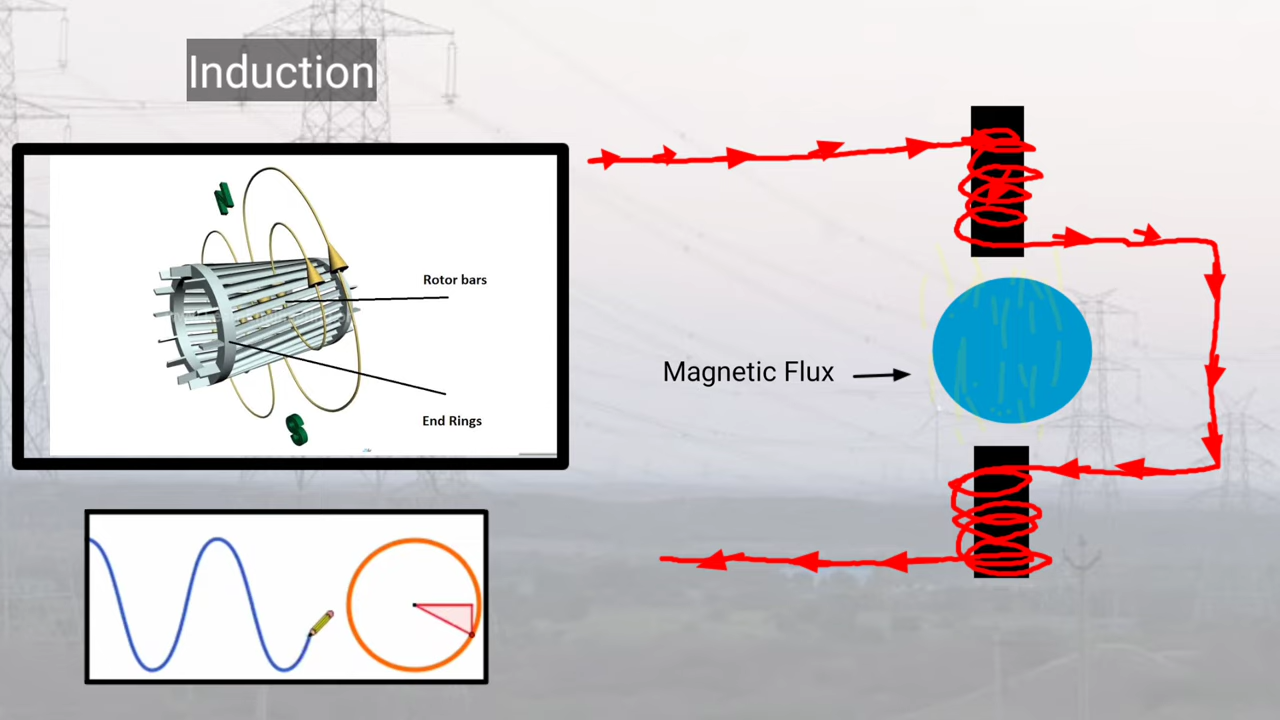 Induction
N
Rotor bars
End Rings
S
Magnetic Flux